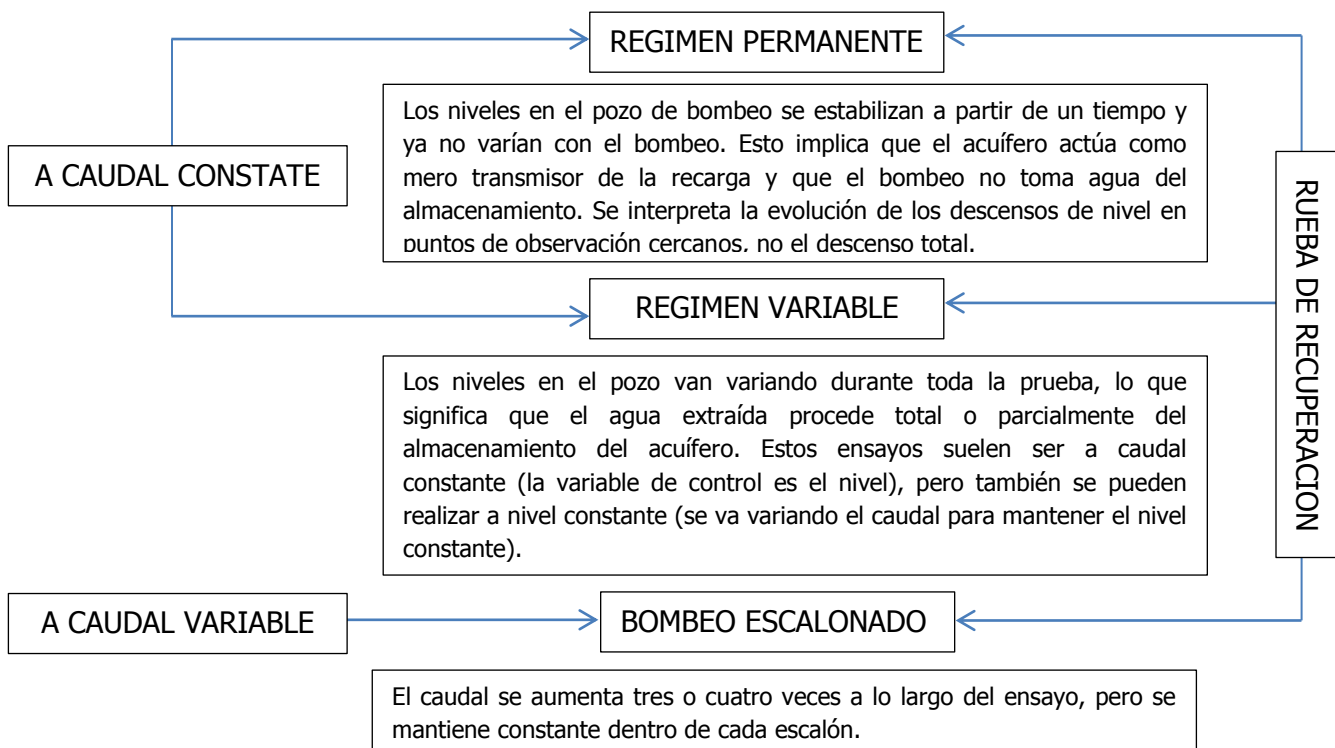 REGIMEN PERMANENTE
Los niveles en el pozo de bombeo se estabilizan a partir de un tiempo y
ya no varían con el bombeo. Esto implica que el acuífero actúa como
mero transmisor de la recarga y que el bombeo no toma agua del
almacenamiento. Se interpreta la evolución de los descensos de nivel en
puntos de observación cercanos, no el descenso total.
A CAUDAL CONSTATE
REGIMEN VARIABLE
Los niveles en el pozo van variando durante toda la prueba, lo que
significa que el agua extraída procede total o parcialmente del
almacenamiento del acuífero. Estos ensayos suelen ser a caudal
constante (la variable de control es el nivel), pero también se pueden
realizar a nivel constante (se va variando el caudal para mantener el nivel
constante).
RUEBA DE RECUPERACION
A CAUDAL VARIABLE
BOMBEO ESCALONADO
El caudal se aumenta tres o cuatro veces a lo largo del ensayo, pero se
mantiene constante dentro de cada escalón.